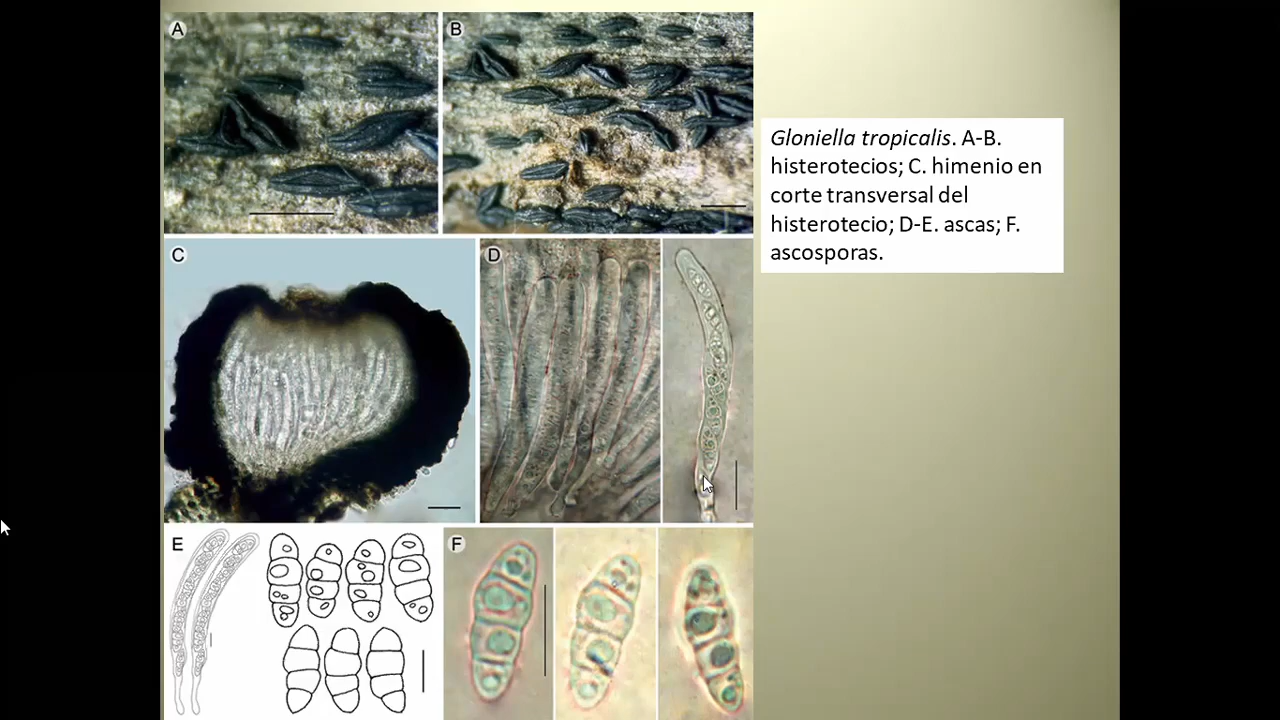 A
B
Gloniella tropicalis. A-B.
histerotecios; C. himenio en
corte transversal del
histerotecio; D-E. ascas; F.
ascosporas.
C
D
E
F